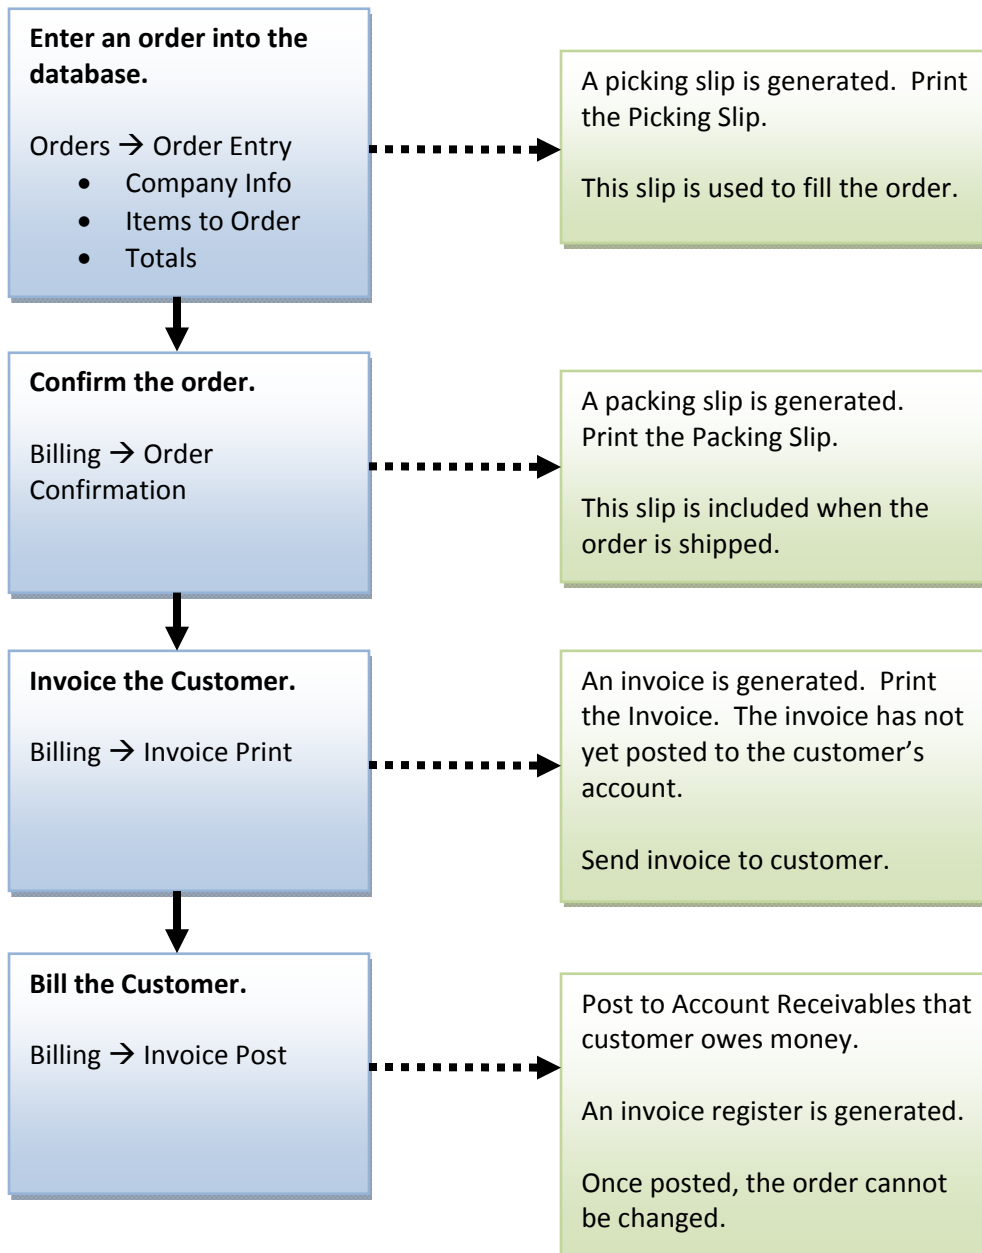 Enter an order into the
database.
Orders → Order Entry
• Company Info
• Items to Order
• Totals
A picking slip is generated.  Print
the Picking Slip.
This slip is used to fill the order.
Confirm the order.
Billing → Order
Confirmation
A packing slip is generated.
Print the Packing Slip.
This slip is included when the
order is shipped.
Invoice the Customer.
Billing → Invoice Print
An invoice is generated.  Print
the Invoice.  The invoice has not
yet posted to the customer’s
account.
Send invoice to customer.
Bill the Customer.
Billing → Invoice Post
Post to Account Receivables that
customer owes money.
An invoice register is generated.
Once posted, the order cannot
be changed.